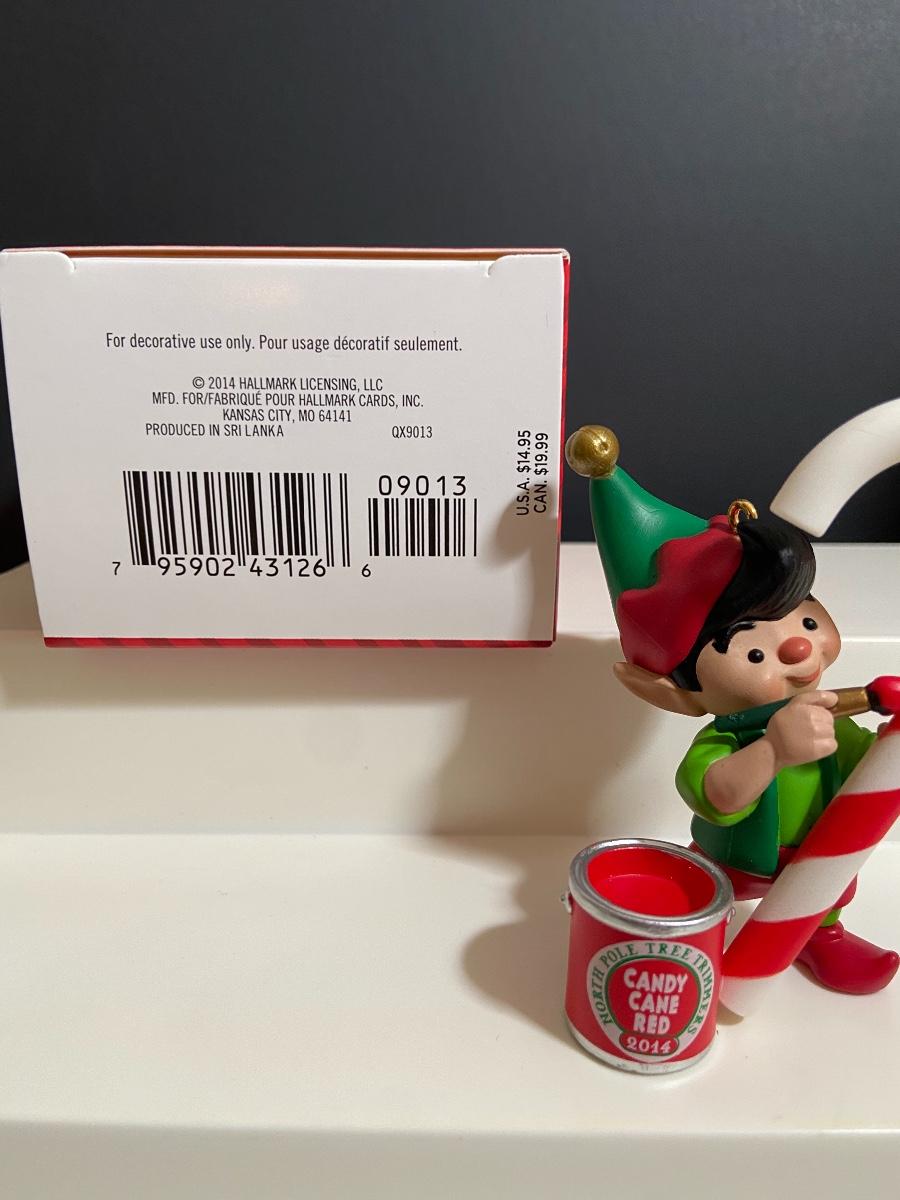 For decorative use only. Pour usage décoratif seulement.
© 2014 HALLMARK LICENSING, LLC
MFD. FOR/FABRIQUÉ POUR HALLMARK CARDS, INC.
KANSAS CITY, MO 64141
PRODUCED IN SRI LANKA QX9013
U.S.A. $14.95
CAN. $19.99
09013
7 95902 43126 6
NORTH POLE TREE TRIMMERS
CANDY
CANE
RED
2014